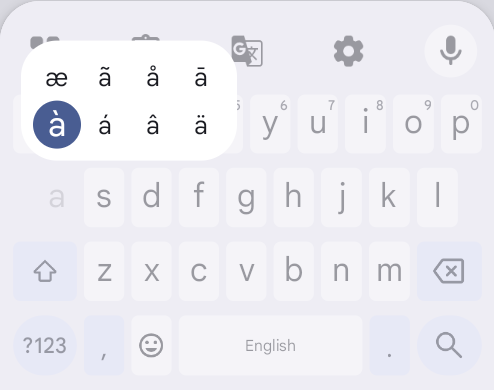 æ ã å ā
à á â ä
5 6 7 8 9 0
y u i o p
a s d f g h j k l
z x c v b n m
?123 , English .